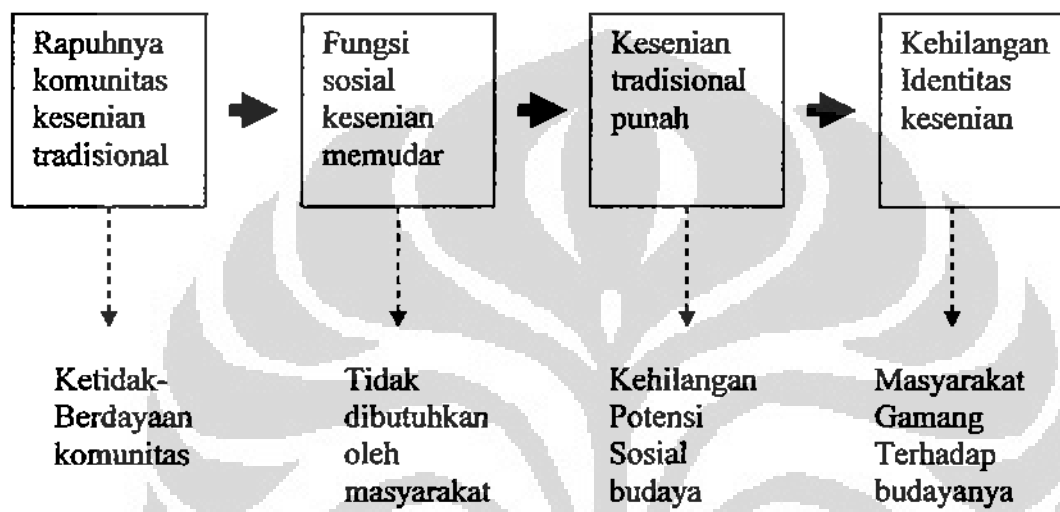 Rapuhnya
komunitas
kesenian
tradisional
Fungsi
sosial
kesenian
memudar
Kesenian
tradisional
punah
Kehilangan
Identitas
kesenian
Ketidak-
Berdayaan
komunitas
Tidak
dibutuhkan
oleh
masyarakat
Kehilangan
Potensi
Sosial
budaya
Masyarakat
Gamang
Terhadap
budayanya